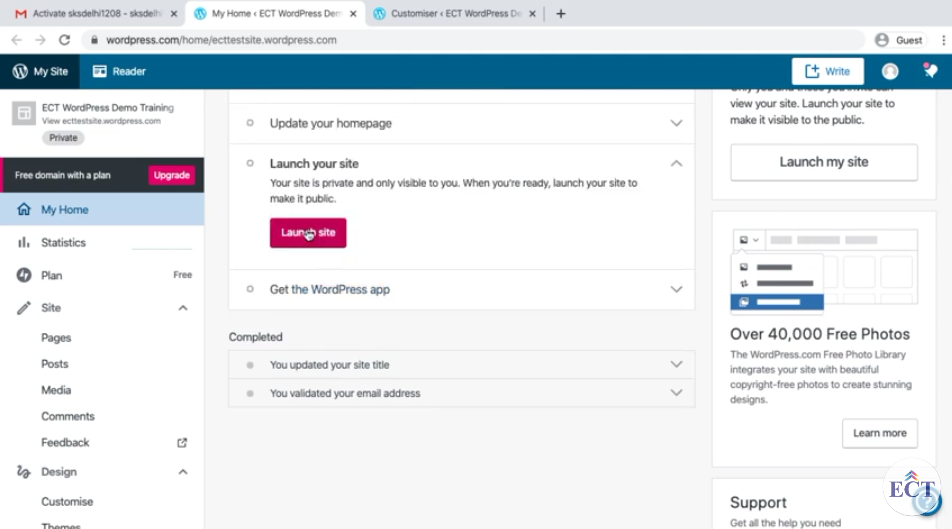 Activate sksdelhi1208 - sksdelhi
My Home ‹ ECT WordPress Dem
Customiser ‹ ECT WordPress De
wordpress.com/home/ecttestsite.wordpress.com
Guest
My Site
Reader
Write
ECT WordPress Demo Training
View ecttestsite.wordpress.com
Private
Free domain with a plan
Upgrade
My Home
Statistics
Plan
Free
Site
Pages
Posts
Media
Comments
Feedback
Design
Customise
Themes
Update your homepage
Launch your site
Your site is private and only visible to you. When you're ready, launch your site to
make it public.
Launch site
Get the WordPress app
Completed
You updated your site title
You validated your email address
Only you and those you invite can
view your site. Launch your site to
make it visible to the public.
Launch my site
Over 40,000 Free Photos
The WordPress.com Free Photo Library
integrates your site with beautiful
copyright-free photos to create stunning
designs.
Learn more
Support
Get all the help you need
ECT